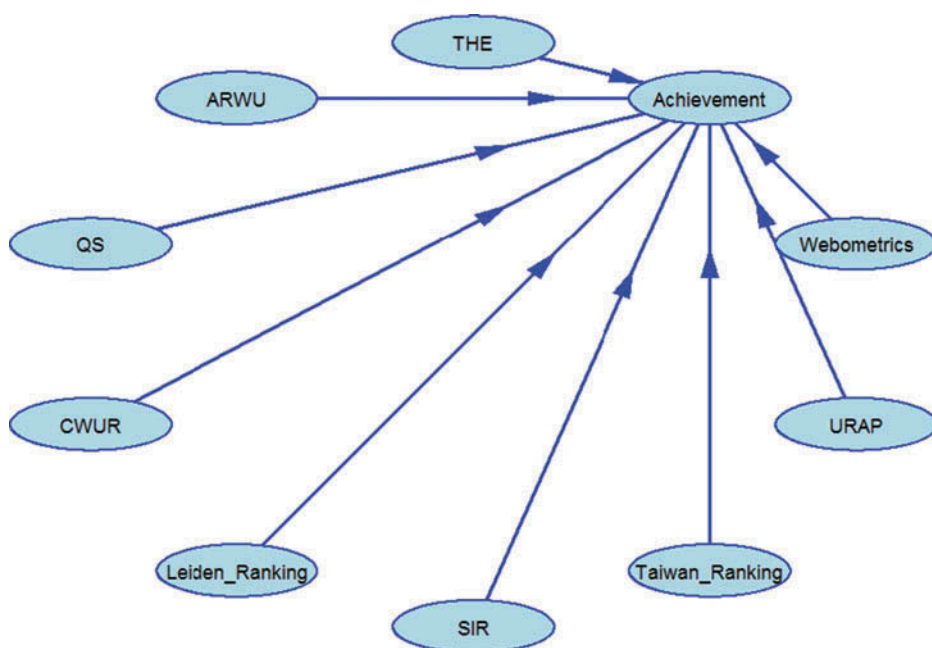 THE
ARWU
Achievement
QS
Webometrics
CWUR
URAP
Leiden_Ranking
Taiwan_Ranking
SIR